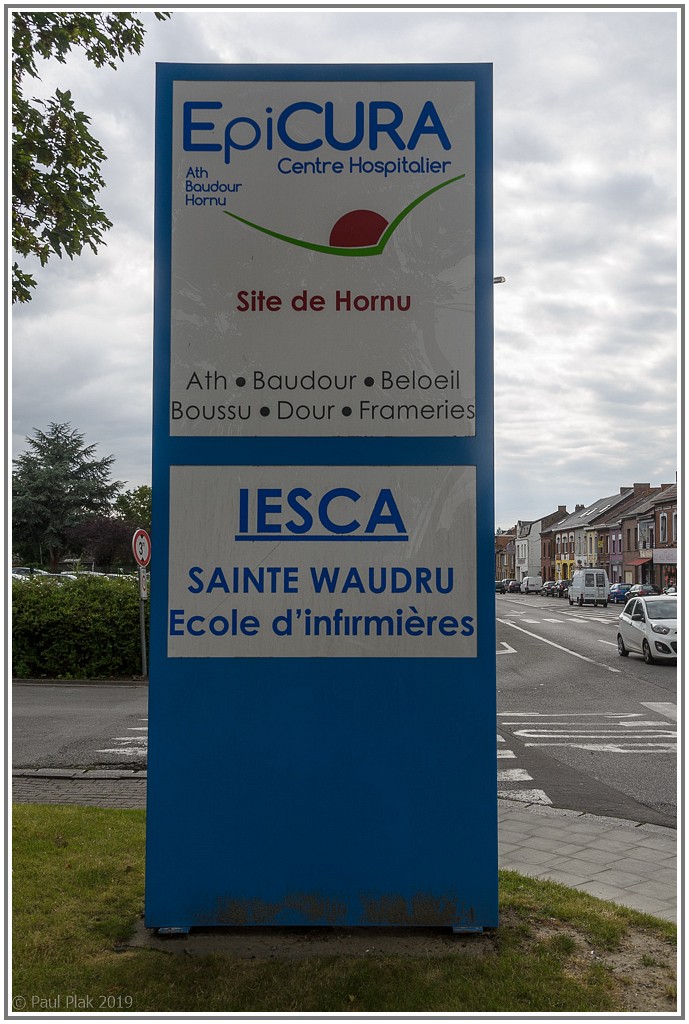 EpiCURA
Centre Hospitalier
Ath
Baudour
Hornu
Site de Hornu
Ath • Baudour • Beloeil
Boussu • Dour • Frameries
IESCA
SAINTE WAUDRU
Ecole d'infirmières
© Paul Plak 2019